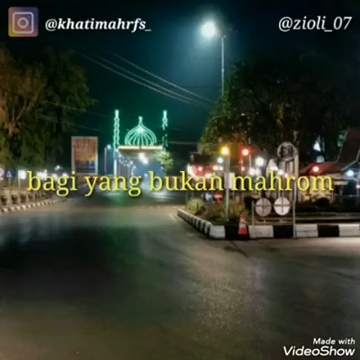 @khatimahrfs_
@zioli_07
bagi yang bukan mahrom
Made with
VideoShow